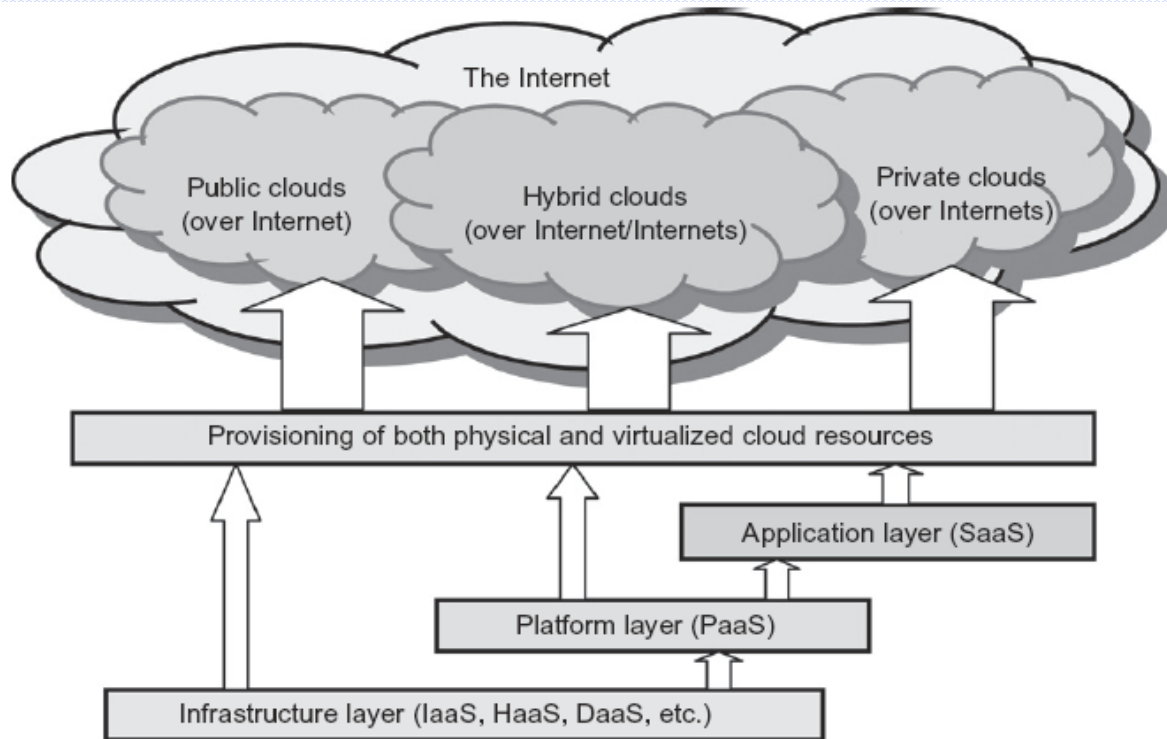 The Internet
Public clouds
(over Internet)
Hybrid clouds
(over Internet/Internets)
Private clouds
(over Internets)
Provisioning of both physical and virtualized cloud resources
Application layer (SaaS)
Platform layer (PaaS)
Infrastructure layer (IaaS, HaaS, DaaS, etc.)